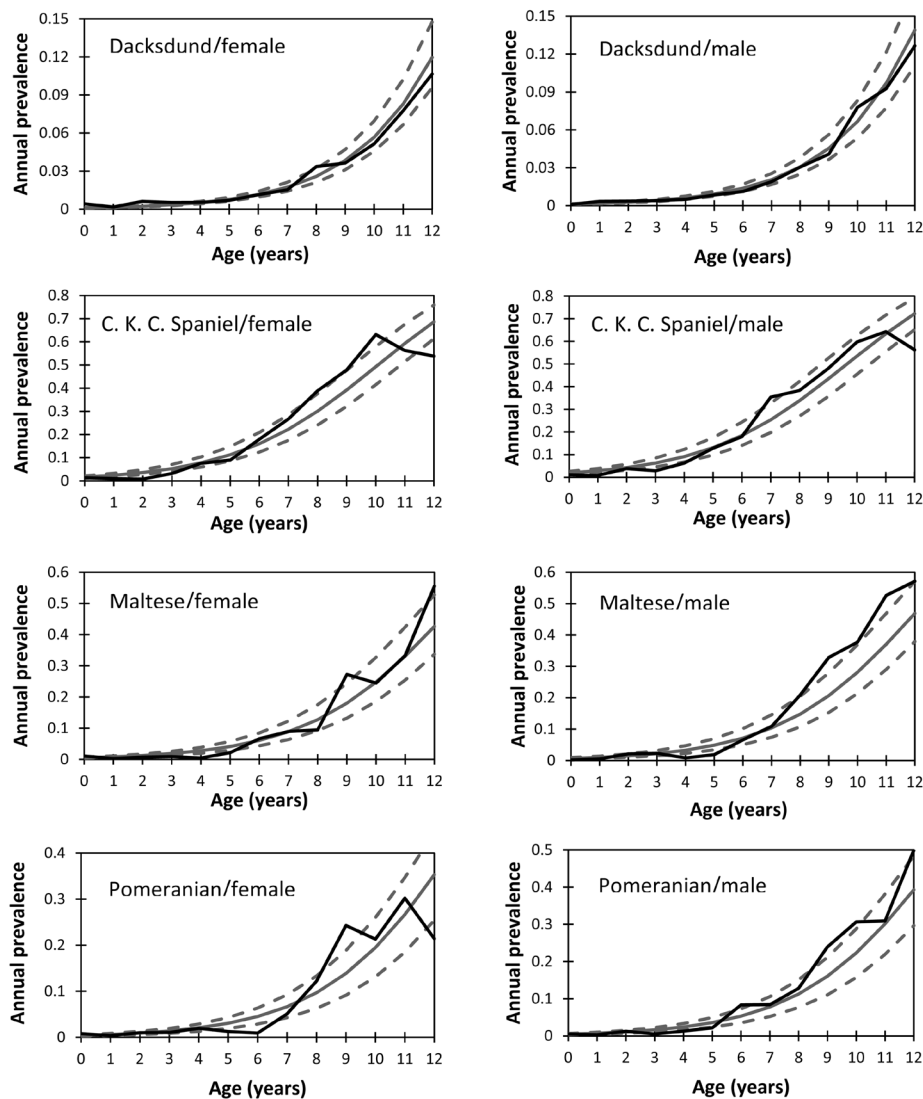 Dacksdund/female
Annual prevalence
0.15
0.12
0.09
0.06
0.03
0
0 1 2 3 4 5 6 7 8 9 10 11 12
Age (years)
Dacksdund/male
Annual prevalence
0.15
0.12
0.09
0.06
0.03
0
0 1 2 3 4 5 6 7 8 9 10 11 12
Age (years)
C. K. C. Spaniel/female
Annual prevalence
0.8
0.7
0.6
0.5
0.4
0.3
0.2
0.1
0
0 1 2 3 4 5 6 7 8 9 10 11 12
Age (years)
C. K. C. Spaniel/male
Annual prevalence
0.8
0.7
0.6
0.5
0.4
0.3
0.2
0.1
0
0 1 2 3 4 5 6 7 8 9 10 11 12
Age (years)
Maltese/female
Annual prevalence
0.6
0.5
0.4
0.3
0.2
0.1
0
0 1 2 3 4 5 6 7 8 9 10 11 12
Age (years)
Maltese/male
Annual prevalence
0.6
0.5
0.4
0.3
0.2
0.1
0
0 1 2 3 4 5 6 7 8 9 10 11 12
Age (years)
Pomeranian/female
Annual prevalence
0.4
0.3
0.2
0.1
0
0 1 2 3 4 5 6 7 8 9 10 11 12
Age (years)
Pomeranian/male
Annual prevalence
0.5
0.4
0.3
0.2
0.1
0
0 1 2 3 4 5 6 7 8 9 10 11 12
Age (years)